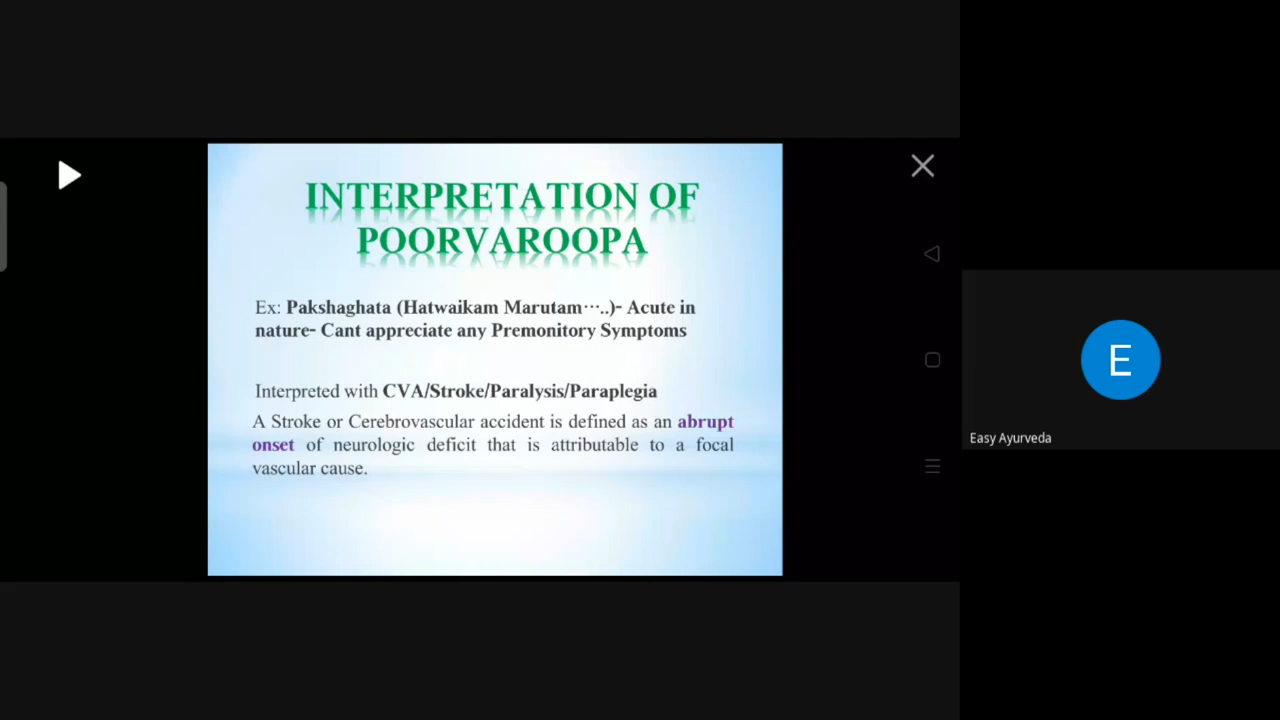 INTERPRETATION OF
POORVAROOPA
Ex: Pakshaghata (Hatwaikam Marutam⋯..)- Acute in
nature- Cant appreciate any Premonitory Symptoms
Interpreted with CVA/Stroke/Paralysis/Paraplegia
A Stroke or Cerebrovascular accident is defined as an abrupt
onset of neurologic deficit that is attributable to a focal
vascular cause.
E
Easy Ayurveda